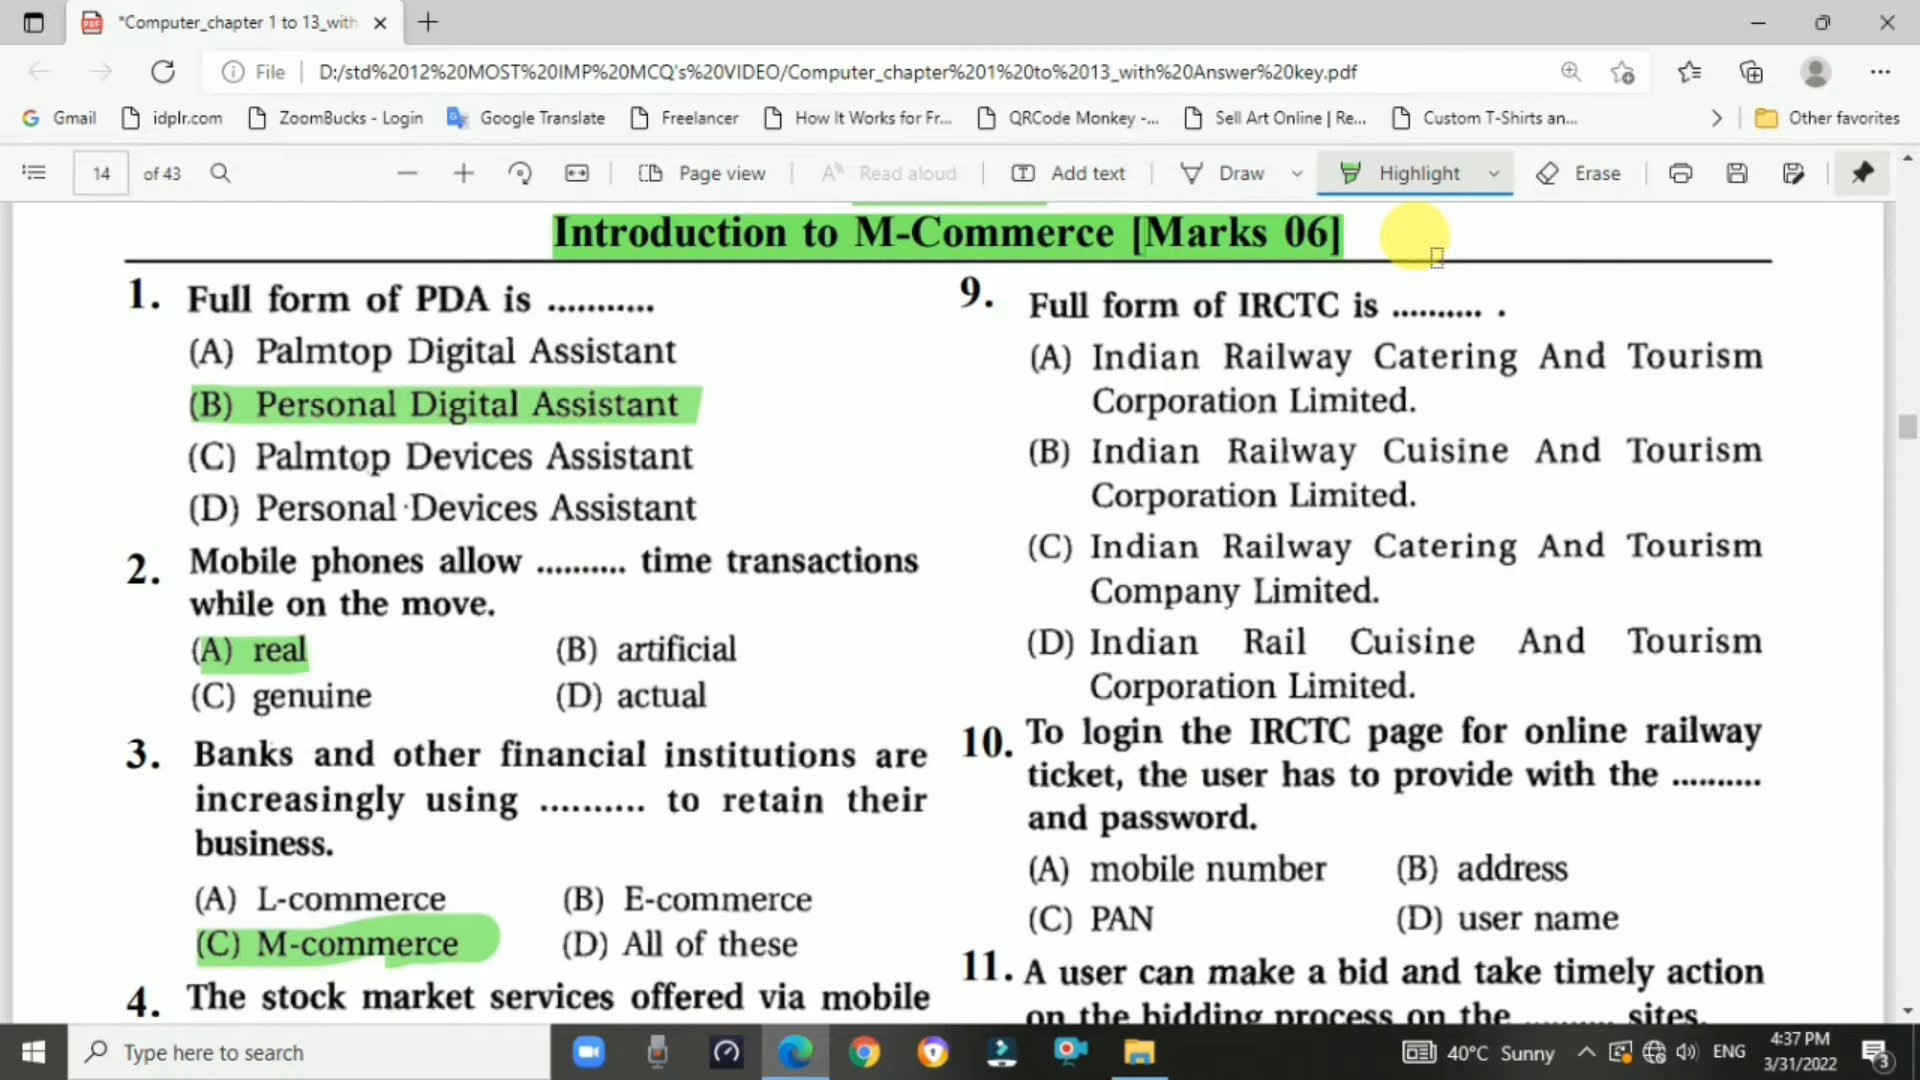 *Computer_chapter 1 to 13_with
File
D:/std%2012%20MOST%20IMP%20MCQ's%20VIDEO/Computer_chapter%201%20to%2013_with%20Answer%20key.pdf
Gmail
idplr.com
ZoomBucks - Login
Google Translate
Freelancer
How It Works for Fr...
QRCode Monkey -...
Sell Art Online | Re...
Custom T-Shirts an...
Other favorites
14 of 43
Page view
Read aloud
Add text
Draw
Highlight
Erase
Introduction to M-Commerce [Marks 06]
1. Full form of PDA is ...........
(A) Palmtop Digital Assistant
(B) Personal Digital Assistant
(C) Palmtop Devices Assistant
(D) Personal Devices Assistant
2. Mobile phones allow .......... time transactions
while on the move.
(A) real (B) artificial
(C) genuine (D) actual
3. Banks and other financial institutions are
increasingly using .......... to retain their
business.
(A) L-commerce (B) E-commerce
(C) M-commerce (D) All of these
4. The stock market services offered via mobile
9. Full form of IRCTC is .......... .
(A) Indian Railway Catering And Tourism
Corporation Limited.
(B) Indian Railway Cuisine And Tourism
Corporation Limited.
(C) Indian Railway Catering And Tourism
Company Limited.
(D) Indian Rail Cuisine And Tourism
Corporation Limited.
10. To login the IRCTC page for online railway
ticket, the user has to provide with the ..........
and password.
(A) mobile number (B) address
(C) PAN (D) user name
11. A user can make a bid and take timely action
on the bidding process on the .......... sites.
Type here to search
40°C Sunny
ENG
4:37 PM
3/31/2022
3